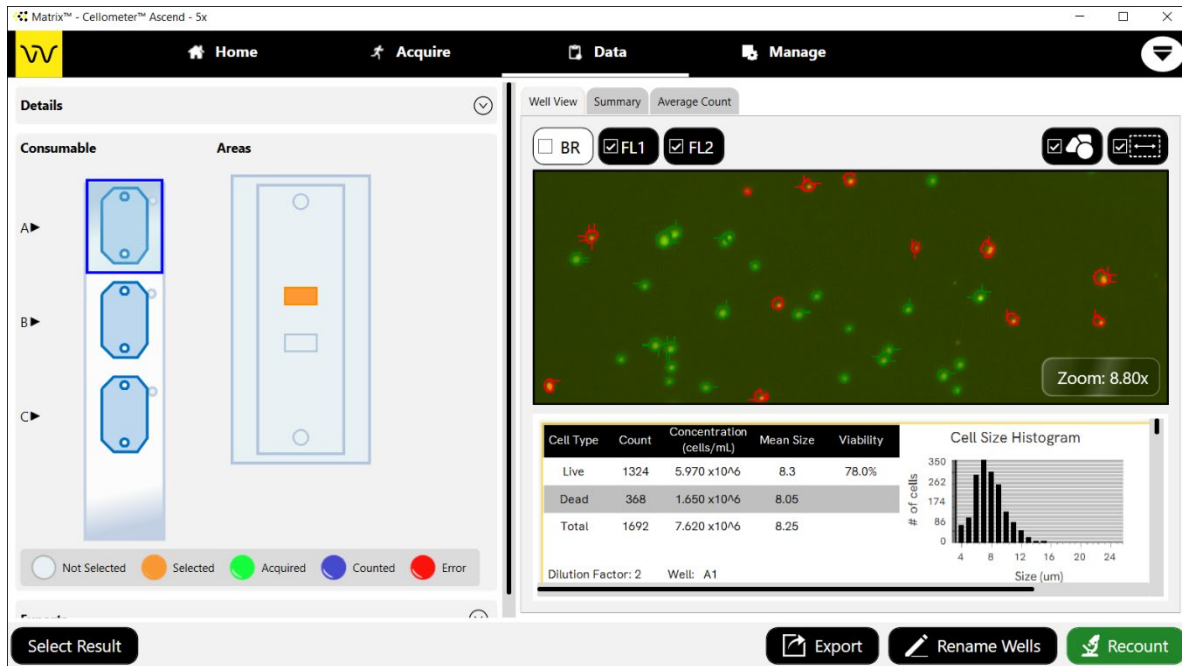 Matrix™ - Cellometer™ Ascend - 5x
Home
Acquire
Data
Manage
Details
Consumable
Areas
A
B
C
Not Selected
Selected
Acquired
Counted
Error
Well View
Summary
Average Count
BR
FL1
FL2
Zoom: 8.80x
Cell Type Count Concentration (cells/mL) Mean Size Viability
Live 1324 5.970 x10^6 8.3 78.0%
Dead 368 1.650 x10^6 8.05
Total 1692 7.620 x10^6 8.25
Dilution Factor: 2 Well: A1
Cell Size Histogram
# of cells
350
262
174
86
0
4 8 12 16 20 24
Size (um)
Select Result
Export
Rename Wells
Recount